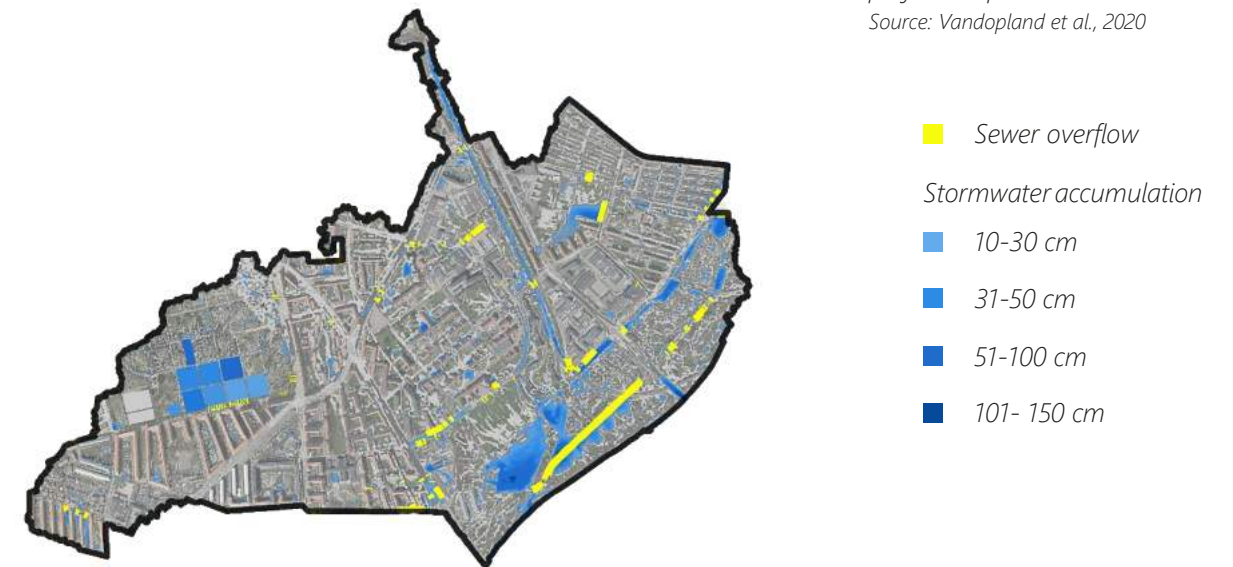 Source: Vandopland et al., 2020
Sewer overflow
Stormwater accumulation
10-30 cm
31-50 cm
51-100 cm
101- 150 cm